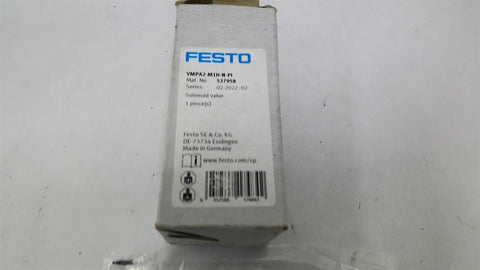 FESTO
VMPA2-M1H-N-PI
Mat. No.: 537958
Series 02 2022 02
Solenoid valve
1 piece(s)
Festo SE & Co. KG
DE-73734 Esslingen
Made in Germany
www.festo.com/sp